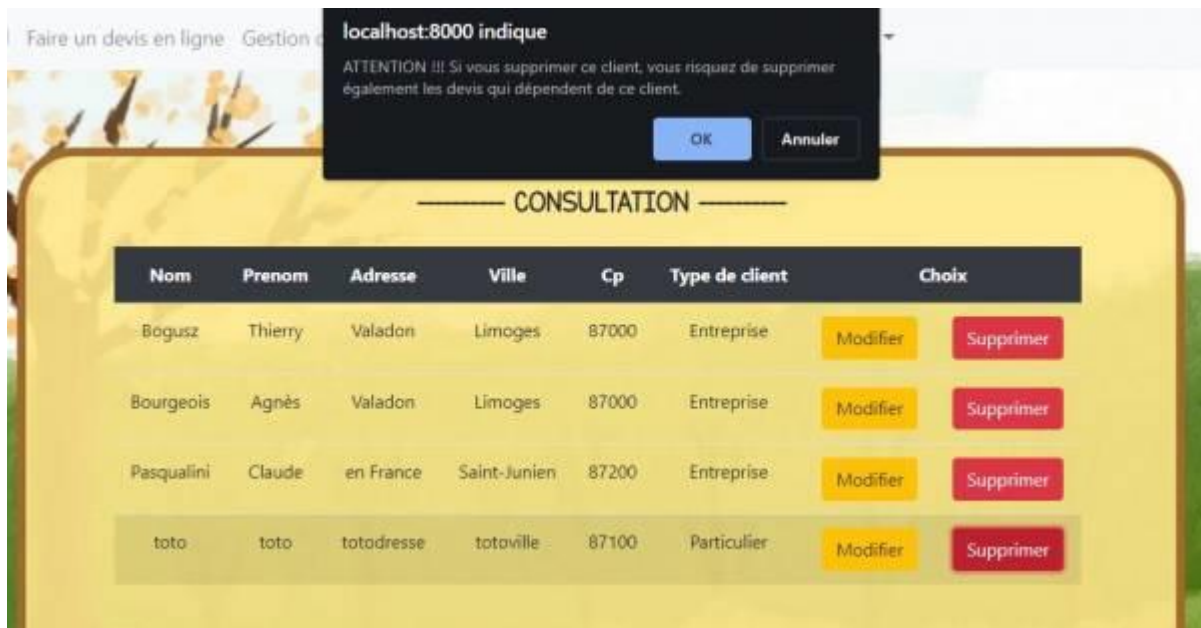 localhost:8000 indique
Faire un devis en ligne Gestion
ATTENTION !!! Si vous supprimer ce client, vous risquez de supprimer
également les devis qui dépendent de ce client.
OK Annuler
CONSULTATION
Nom Prenom Adresse Ville Cp Type de client Choix
Bogusz Thierry Valadon Limoges 87000 Entreprise Modifier Supprimer
Bourgeois Agnès Valadon Limoges 87000 Entreprise Modifier Supprimer
Pasqualini Claude en France Saint-Junien 87200 Entreprise Modifier Supprimer
toto toto totodresse totoville 87100 Particulier Modifier Supprimer